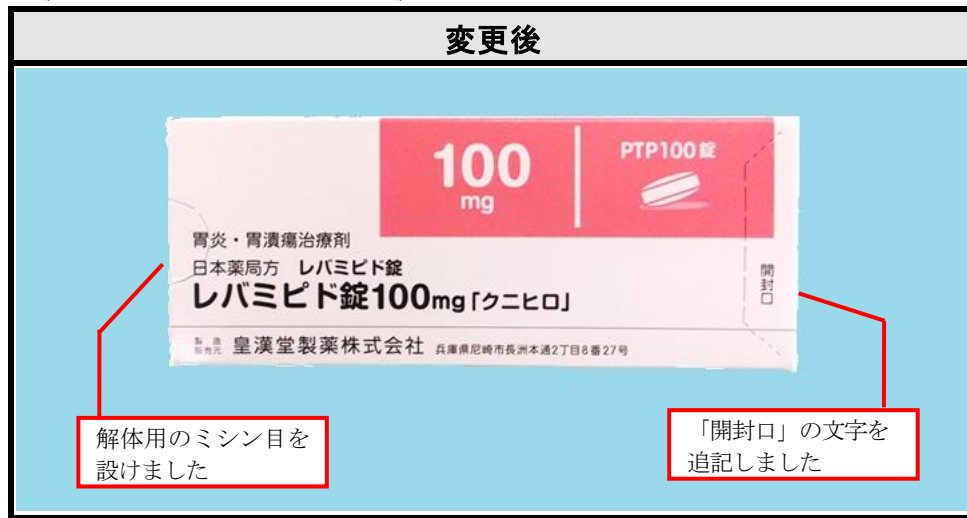 変更後
100
mg
PTP100錠
胃炎・胃潰瘍治療剤
日本薬局方 レバミピド錠
レバミピド錠100mg「クニヒロ」
開封口
製造
販売元 皇漢堂製薬株式会社 兵庫県尼崎市長洲本通2丁目8番27号
解体用のミシン目を
設けました
「開封口」の文字を
追記しました